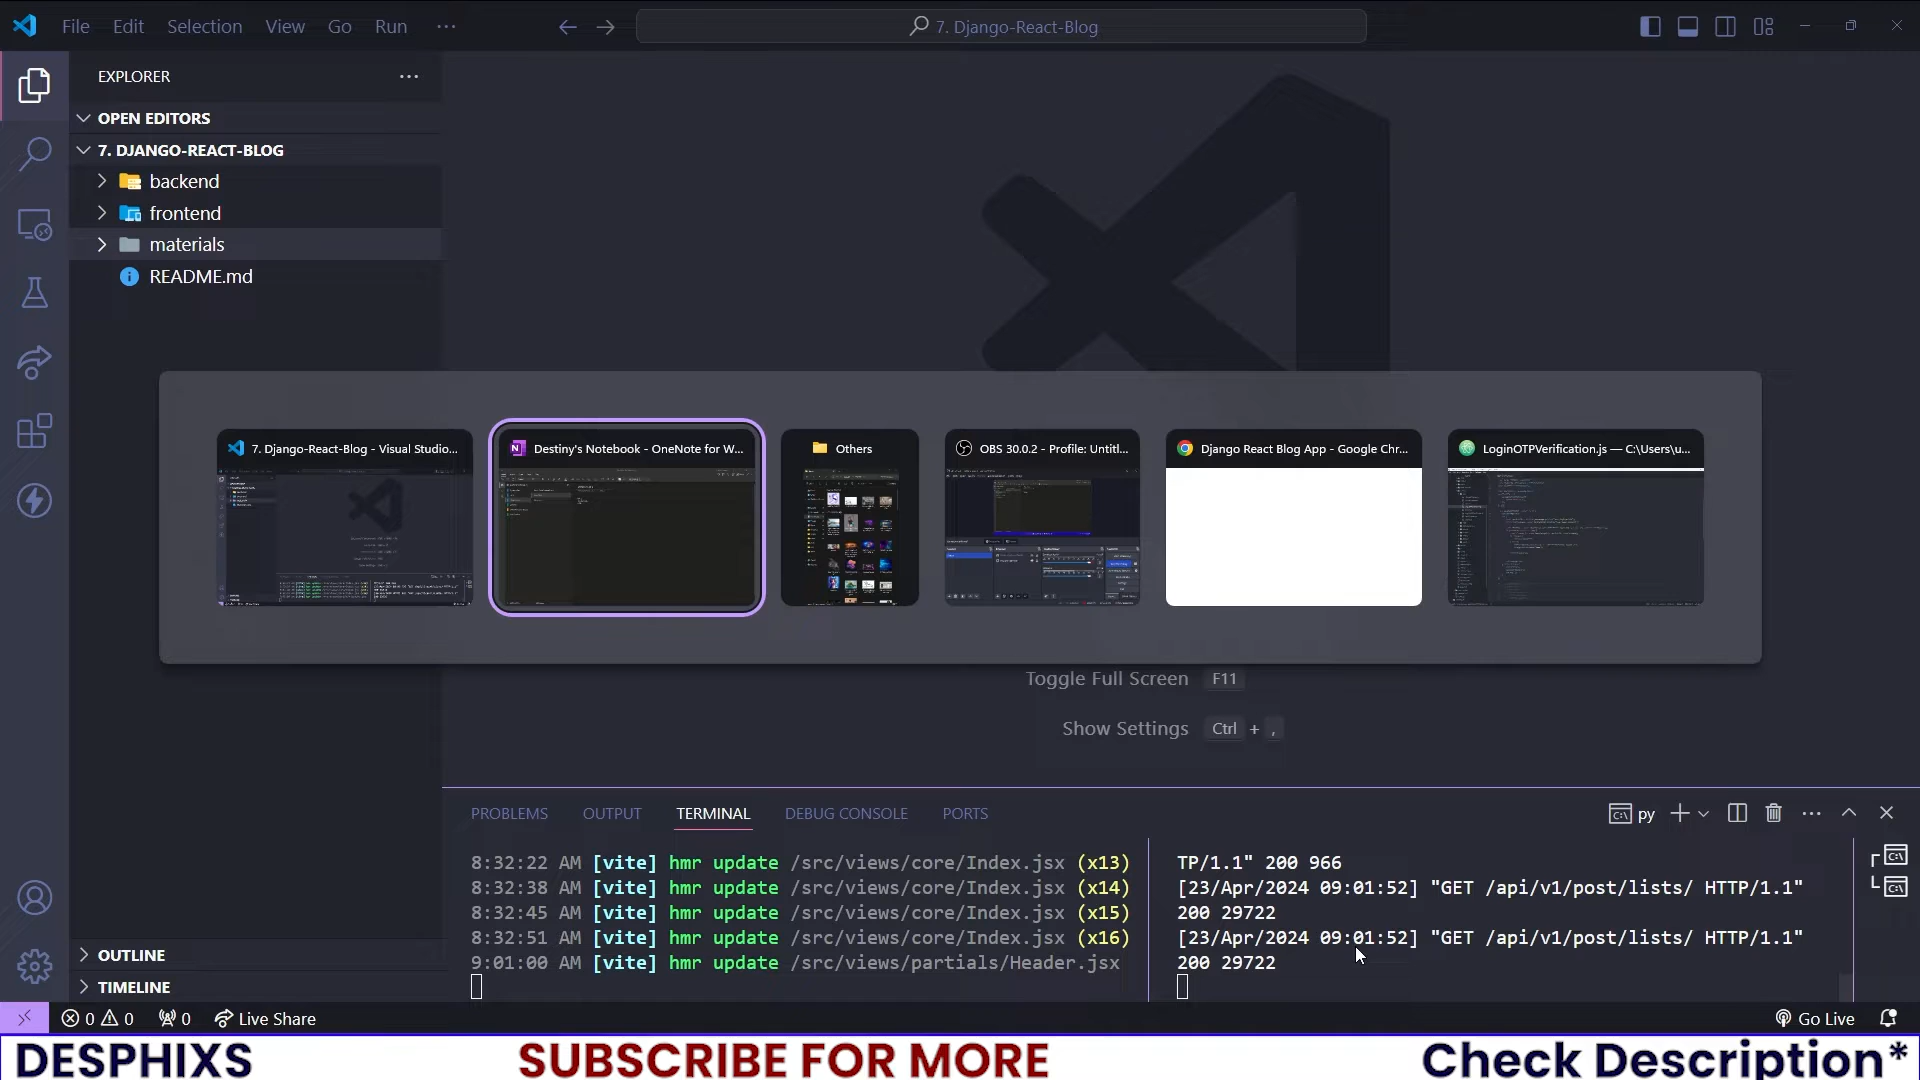 File Edit Selection View Go Run ···
7. Django-React-Blog
EXPLORER
OPEN EDITORS
7. DJANGO-REACT-BLOG
backend
frontend
materials
README.md
7. Django-React-Blog - Visual Studio...
Destiny's Notebook - OneNote for W...
Others
OBS 30.0.2 - Profile: Untitl...
Django React Blog App - Google Chr...
LoginOTPVerification.js — C:\Users\u...
Toggle Full Screen F11
Show Settings Ctrl + ,
PROBLEMS OUTPUT TERMINAL DEBUG CONSOLE PORTS
py
8:32:22 AM [vite] hmr update /src/views/core/Index.jsx (x13)
8:32:38 AM [vite] hmr update /src/views/core/Index.jsx (x14)
8:32:45 AM [vite] hmr update /src/views/core/Index.jsx (x15)
8:32:51 AM [vite] hmr update /src/views/core/Index.jsx (x16)
9:01:00 AM [vite] hmr update /src/views/partials/Header.jsx
TP/1.1" 200 966
[23/Apr/2024 09:01:52] "GET /api/v1/post/lists/ HTTP/1.1"
200 29722
[23/Apr/2024 09:01:52] "GET /api/v1/post/lists/ HTTP/1.1"
200 29722
OUTLINE
TIMELINE
0 0 0 Live Share
Go Live
DESPHIXS
SUBSCRIBE FOR MORE
Check Description*